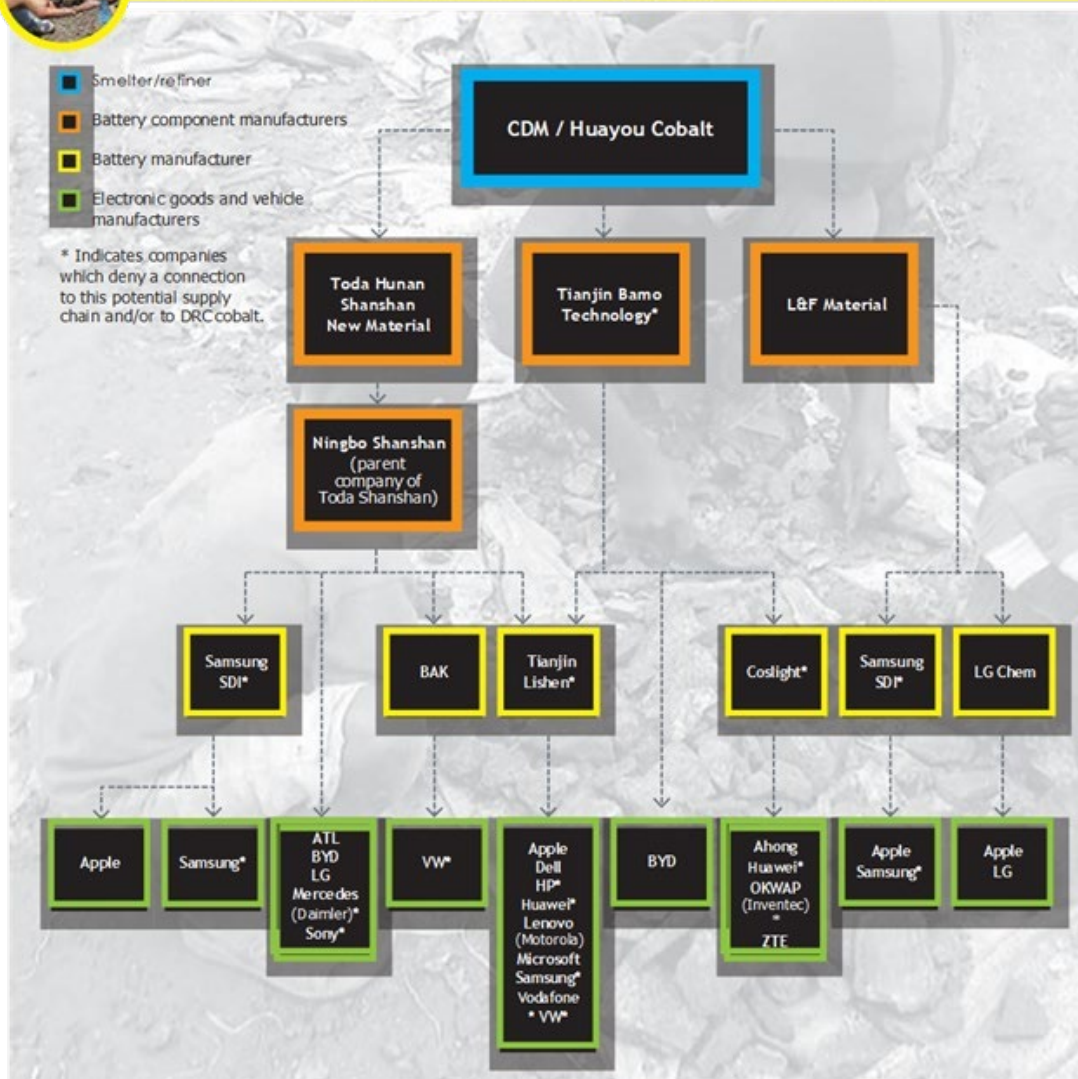 Smelter/refiner
Battery component manufacturers
Battery manufacturer
Electronic goods and vehicle
manufacturers
* Indicates companies
which deny a connection
to this potential supply
chain and/or to DRC cobalt.
CDM / Huayou Cobalt
Toda Hunan
Shanshan
New Material
Tianjin Bamo
Technology*
L&F Material
Ningbo Shanshan
(parent
company of
Toda Shanshan)
Samsung
SDI*
BAK
Tianjin
Lishen*
Coslight*
Samsung
SDI*
LG Chem
Apple
Samsung*
ATL
BYD
LG
Mercedes
(Daimler)*
Sony*
VW*
Apple
Dell
HP*
Huawei*
Lenovo
(Motorola)
Microsoft
Samsung*
Vodafone
* VW*
BYD
Ahong
Huawei*
OKWAP
(Inventec)
*
ZTE
Apple
Samsung*
Apple
LG